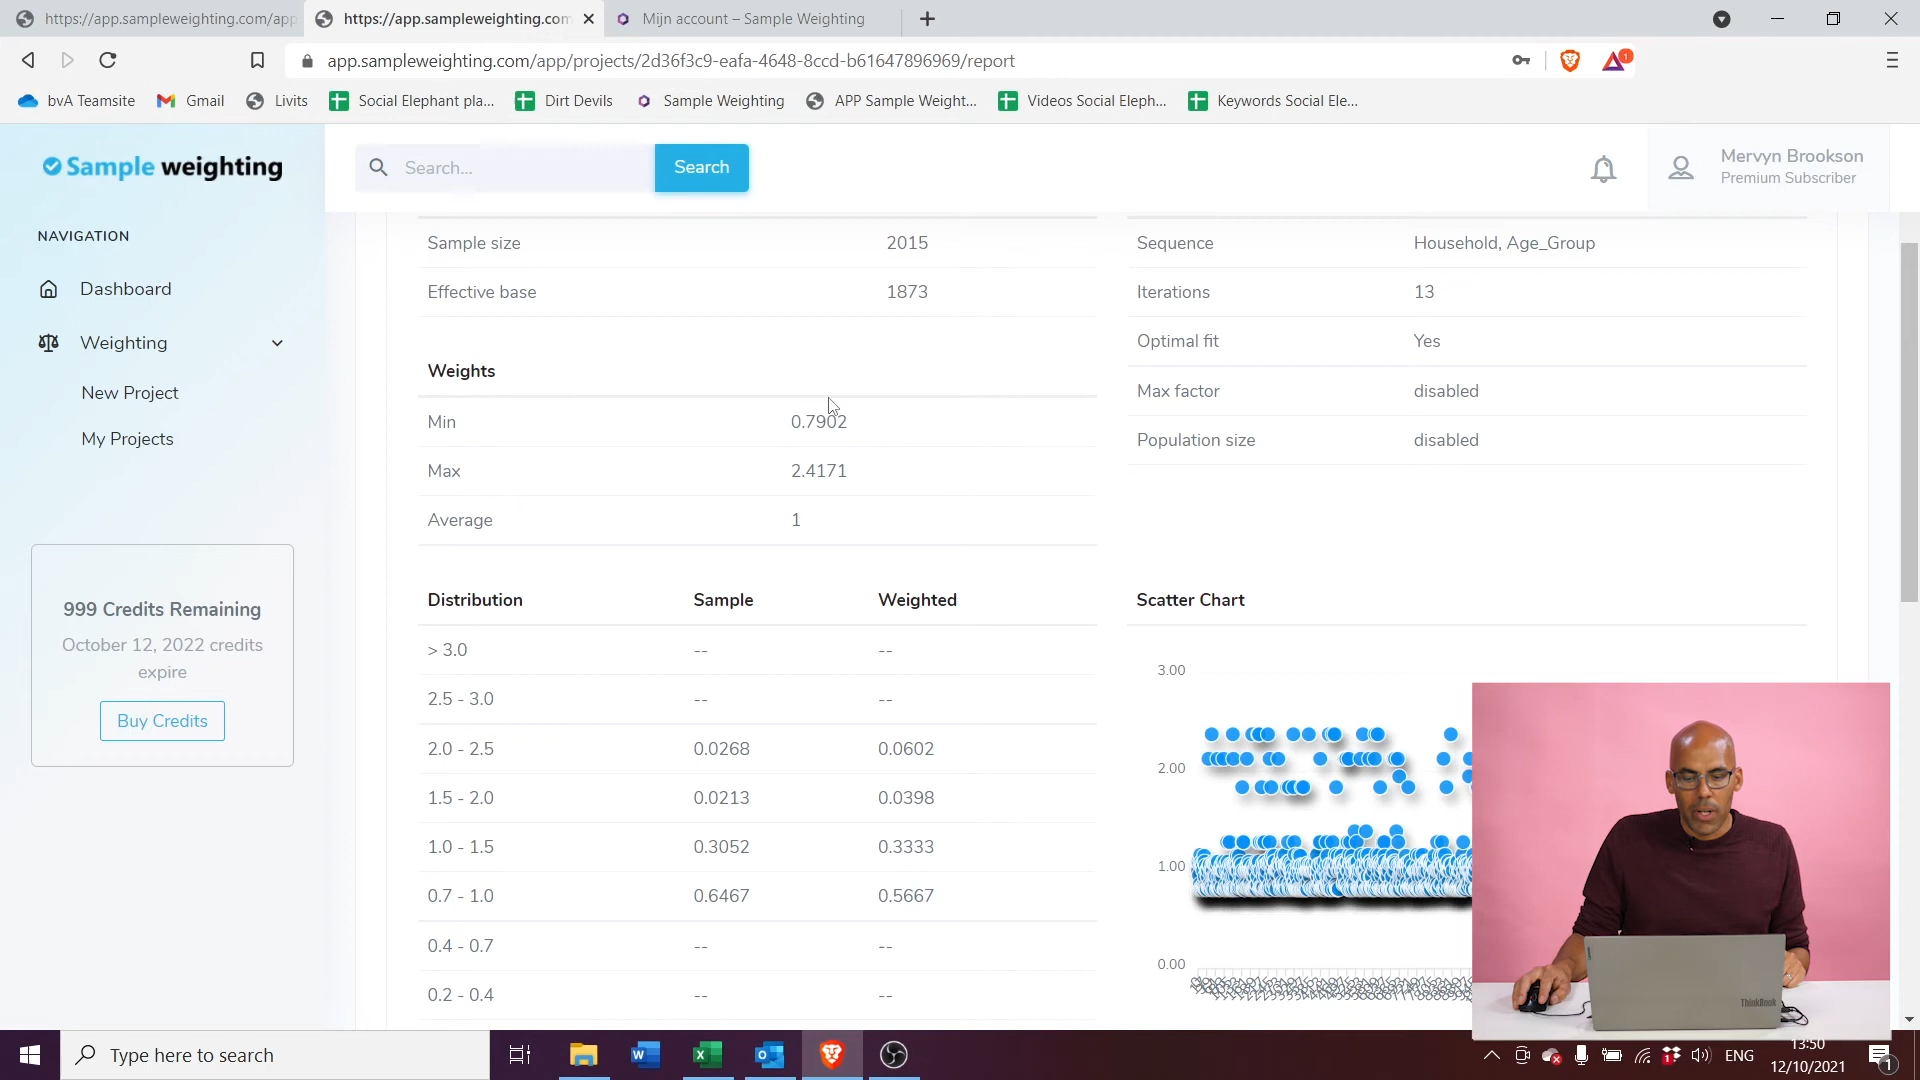 https://app.sampleweighting.com/app
https://app.sampleweighting.com
Mijn account – Sample Weighting
app.sampleweighting.com/app/projects/2d36f3c9-eafa-4648-8ccd-b61647896969/report
1
bvA Teamsite
Gmail
Livits
Social Elephant pla...
Dirt Devils
Sample Weighting
APP Sample Weight...
Videos Social Eleph...
Keywords Social Ele...
Sample weighting
Search...
Search
Mervyn Brookson
Premium Subscriber
NAVIGATION
Dashboard
Weighting
New Project
My Projects
999 Credits Remaining
October 12, 2022 credits
expire
Buy Credits
Sample size 2015
Effective base 1873
Weights
Min 0.7902
Max 2.4171
Average 1
Sequence Household, Age_Group
Iterations 13
Optimal fit Yes
Max factor disabled
Population size disabled
Distribution Sample Weighted
> 3.0 -- --
2.5 - 3.0 -- --
2.0 - 2.5 0.0268 0.0602
1.5 - 2.0 0.0213 0.0398
1.0 - 1.5 0.3052 0.3333
0.7 - 1.0 0.6467 0.5667
0.4 - 0.7 -- --
0.2 - 0.4 -- --
Scatter Chart
3.00
2.00
1.00
0.00
ThinkBook
Type here to search
ENG
13:50
12/10/2021
1